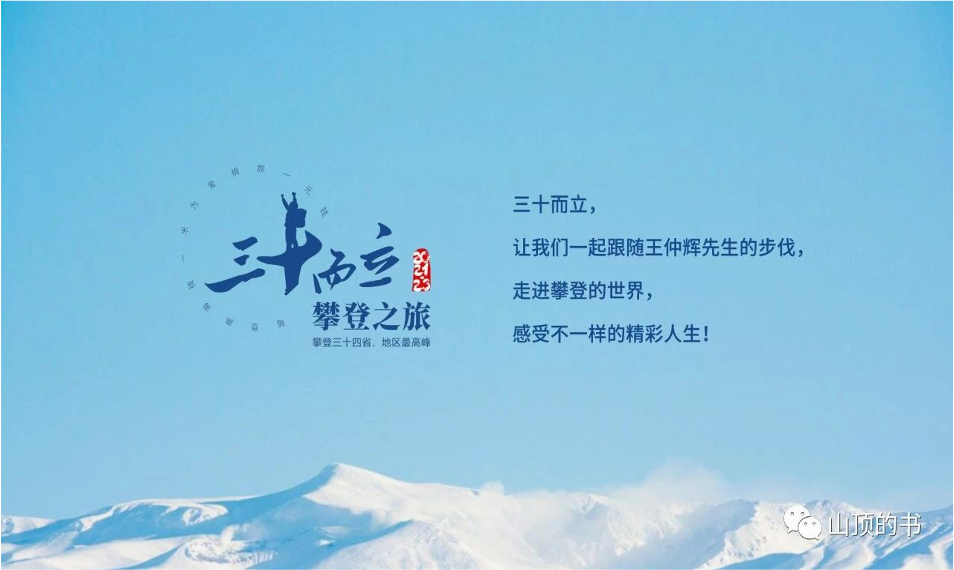 三十而立
2021
23
攀登之旅
攀登三十四省、地区最高峰
三十而立，
让我们一起跟随王仲辉先生的步伐，
走进攀登的世界，
感受不一样的精彩人生！
山顶的书